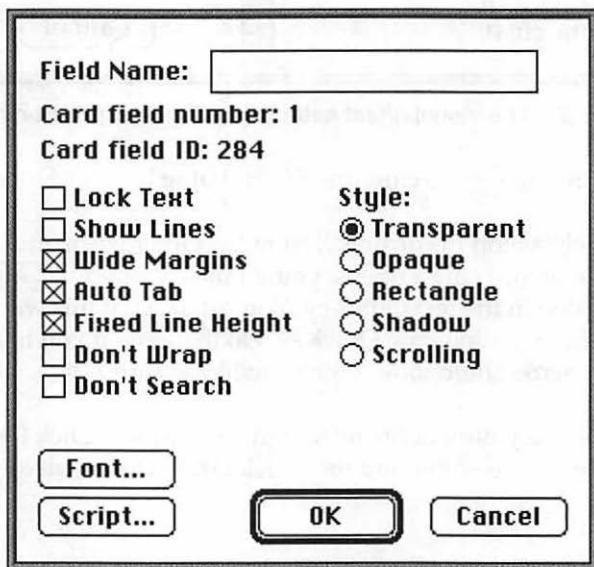 Field Name:
Card field number: 1
Card field ID: 284
Lock Text
Show Lines
Wide Margins
Auto Tab
Fixed Line Height
Don't Wrap
Don't Search
Style:
Transparent
Opaque
Rectangle
Shadow
Scrolling
Font...
Script...
OK
Cancel